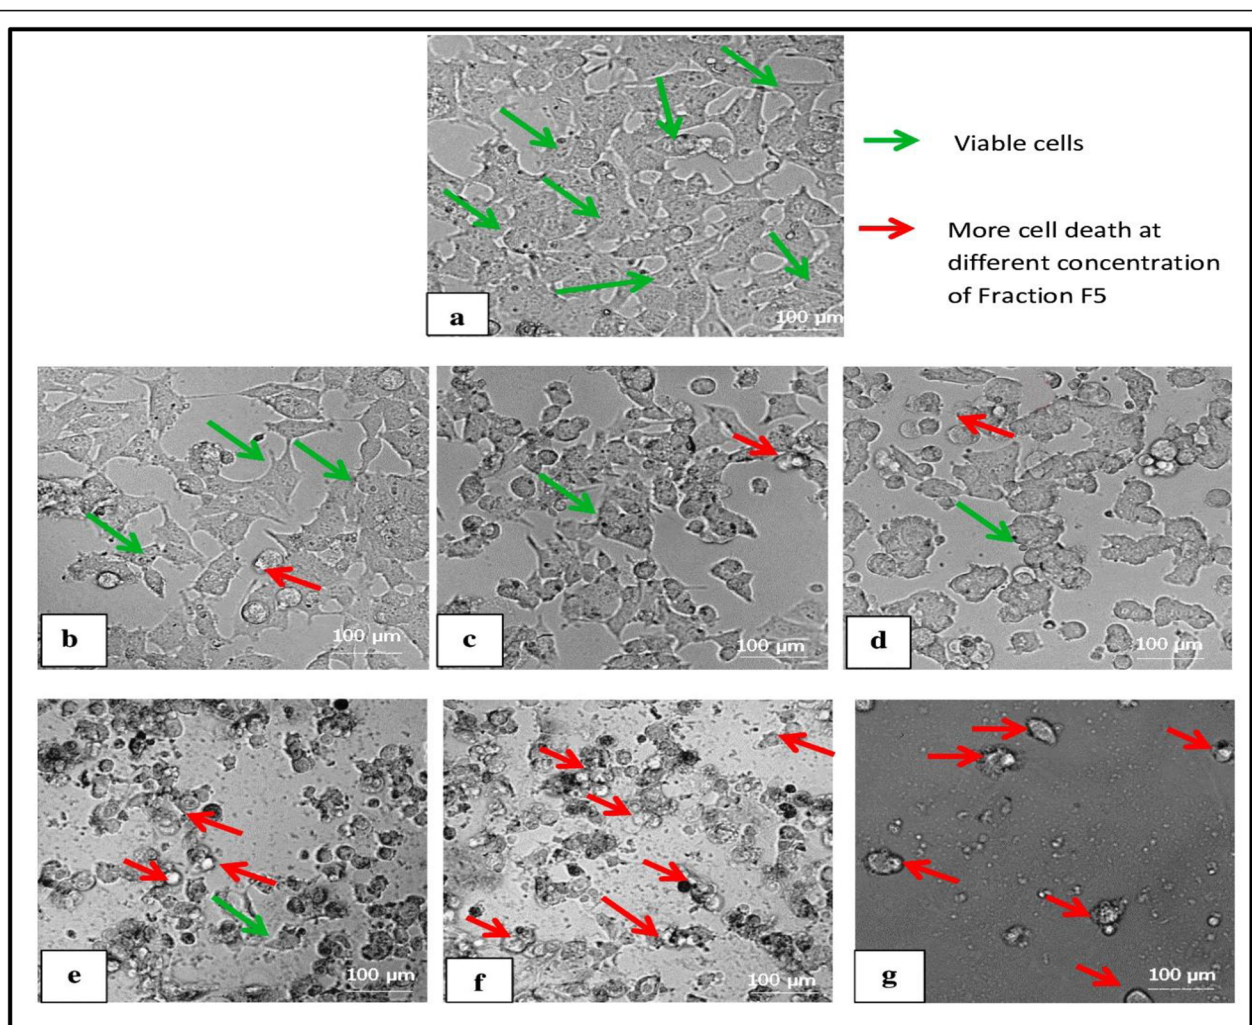 Viable cells
More cell death at
different concentration
of Fraction F5
a
100 µm
b
100 µm
c
100 µm
d
100 µm
e
100 µm
f
100 µm
g
100 µm